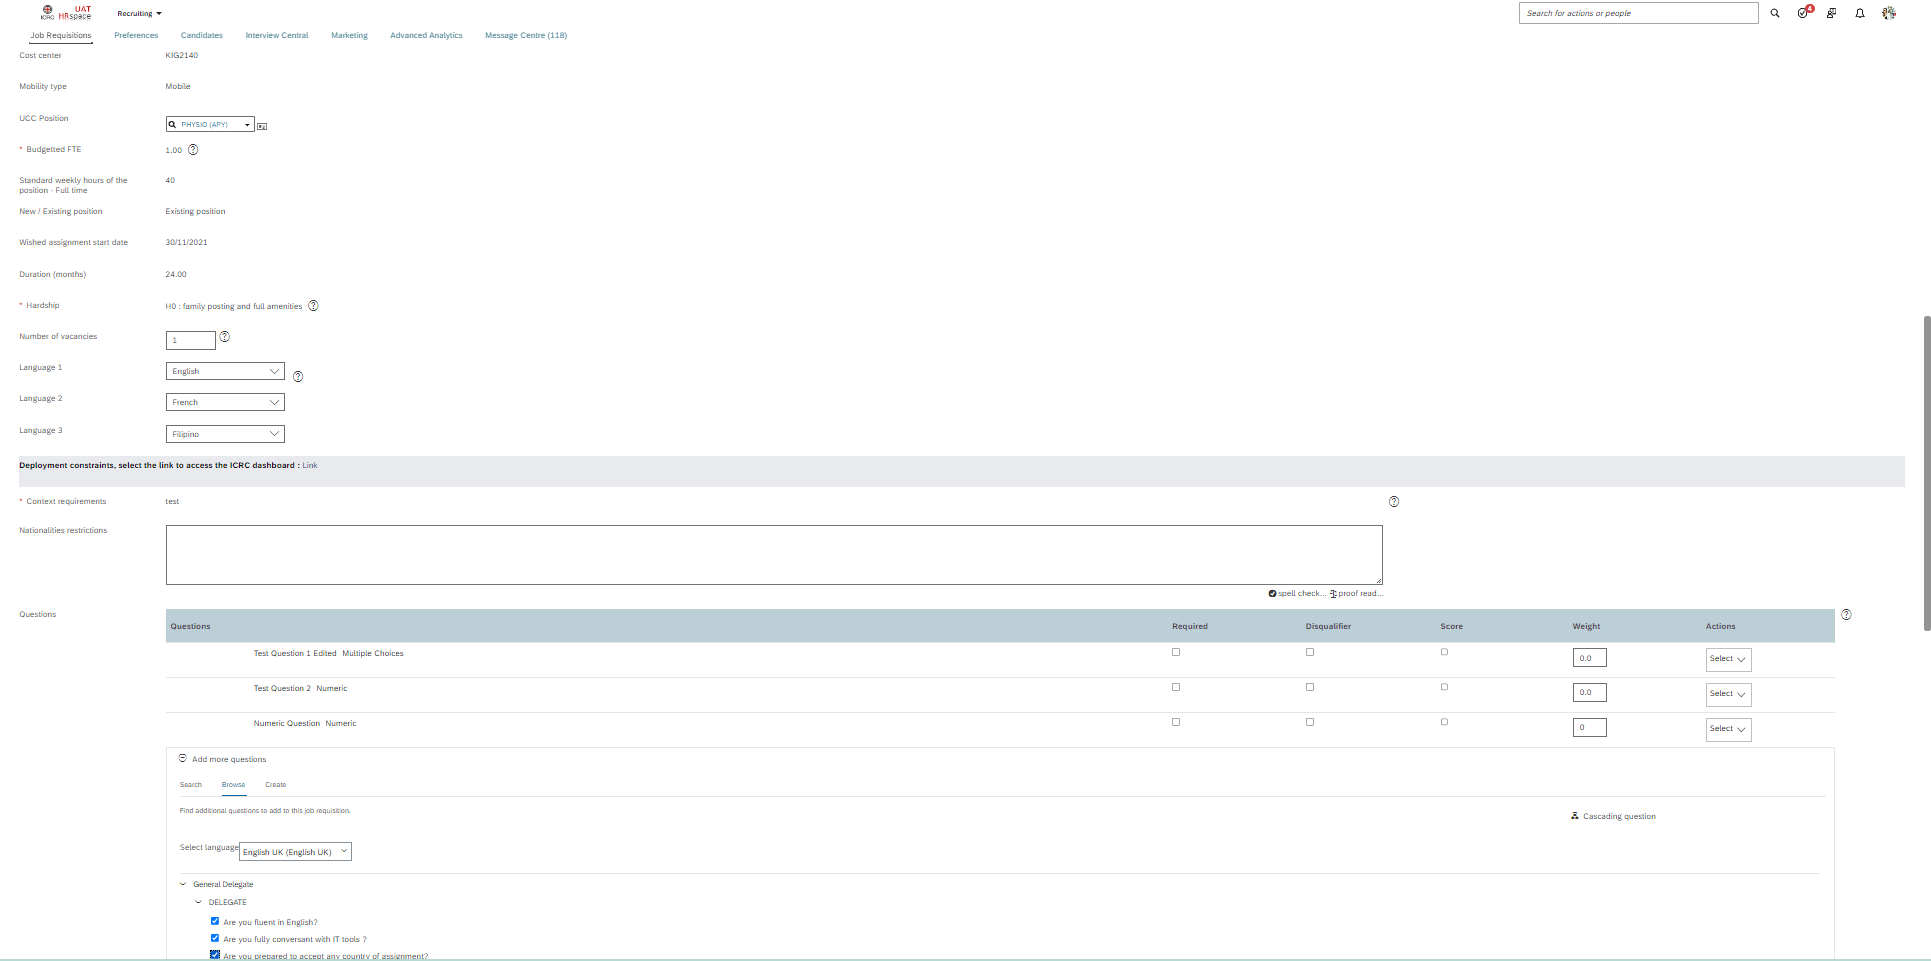 UAT
ICRC HRspace
Recruiting
Search for actions or people
4
Job Requisitions Preferences Candidates Interview Central Marketing Advanced Analytics Message Centre (118)
Cost center KIG2140
Mobility type Mobile
UCC Position PHYSIO (APY)
* Budgetted FTE 1.00
Standard weekly hours of the position - Full time 40
New / Existing position Existing position
Wished assignment start date 30/11/2021
Duration (months) 24.00
* Hardship H0 : family posting and full amenities
Number of vacancies 1
Language 1 English
Language 2 French
Language 3 Filipino
Deployment constraints, select the link to access the ICRC dashboard : Link
* Context requirements test
Nationalities restrictions
spell check... proof read...
Questions
Questions Required Disqualifier Score Weight Actions
Test Question 1 Edited Multiple Choices 0.0 Select
Test Question 2 Numeric 0.0 Select
Numeric Question Numeric 0 Select
Add more questions
Search Browse Create
Find additional questions to add to this job requisition.
Cascading question
Select language English UK (English UK)
General Delegate
DELEGATE
Are you fluent in English?
Are you fully conversant with IT tools ?
Are you prepared to accept any country of assignment?